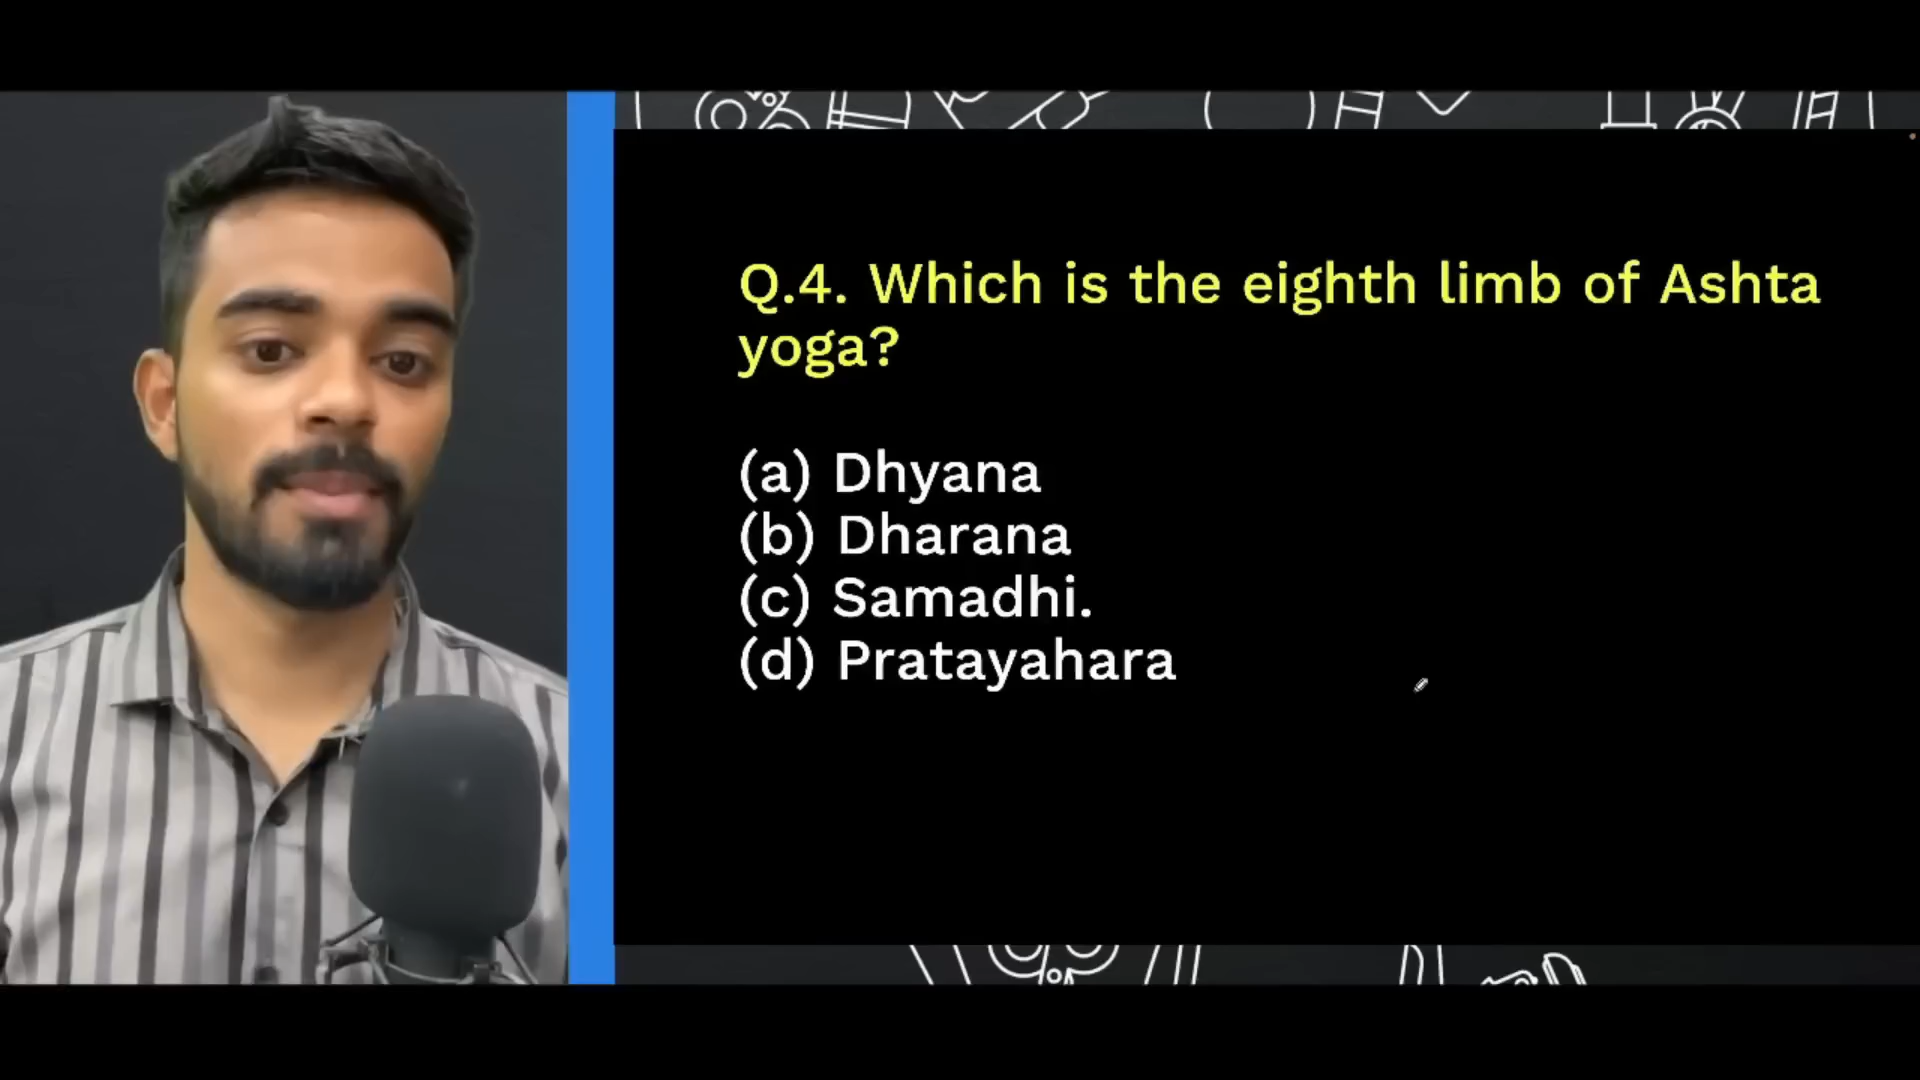 Q.4. Which is the eighth limb of Ashta
yoga?
(a) Dhyana
(b) Dharana
(c) Samadhi.
(d) Pratayahara